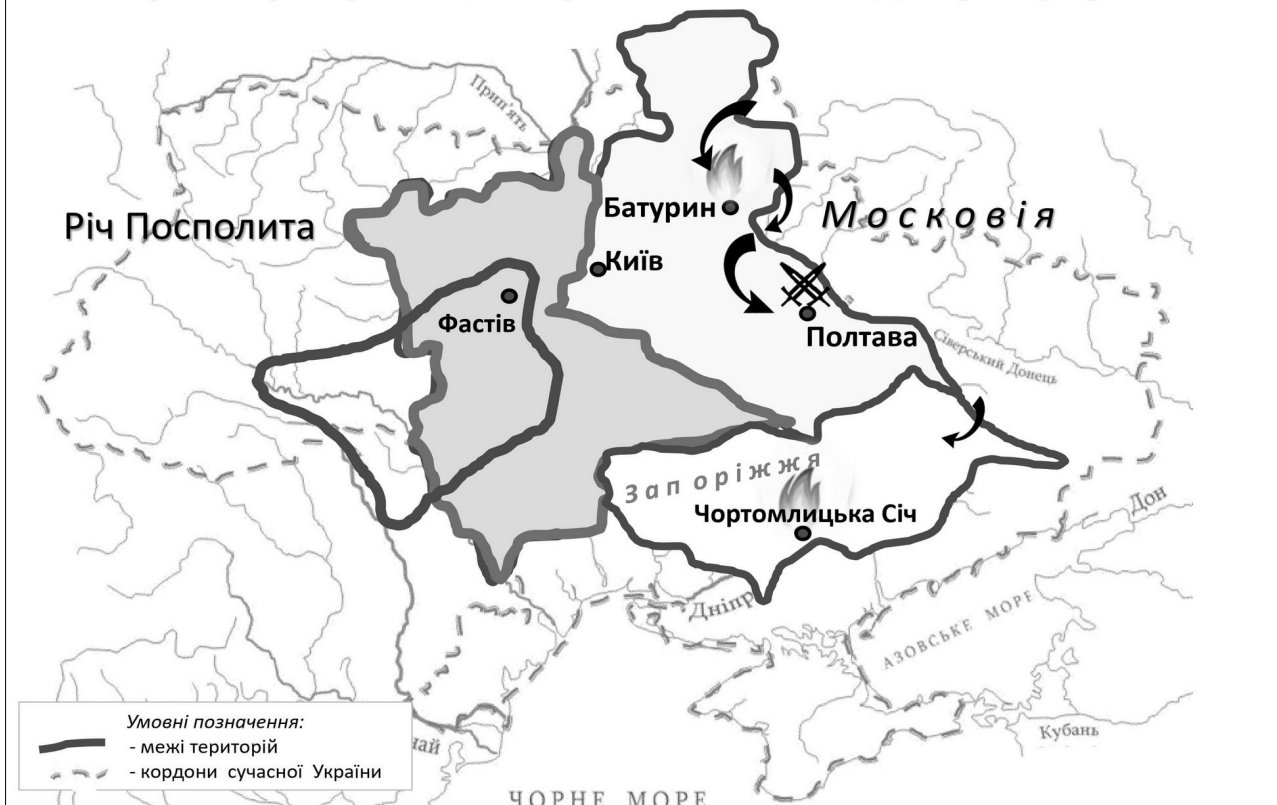 Прип'ять
Річ Посполита
Батурин
Московія
Київ
Фастів
Полтава
Сіверський Донець
Запоріжжя
Чортомлицька Січ
Дон
Дніпр
АЗОВСЬКЕ МОРЕ
Умовні позначення:
- межі територій
- кордони сучасної України
най
Кубань
ЧОРНЕ МОРЕ